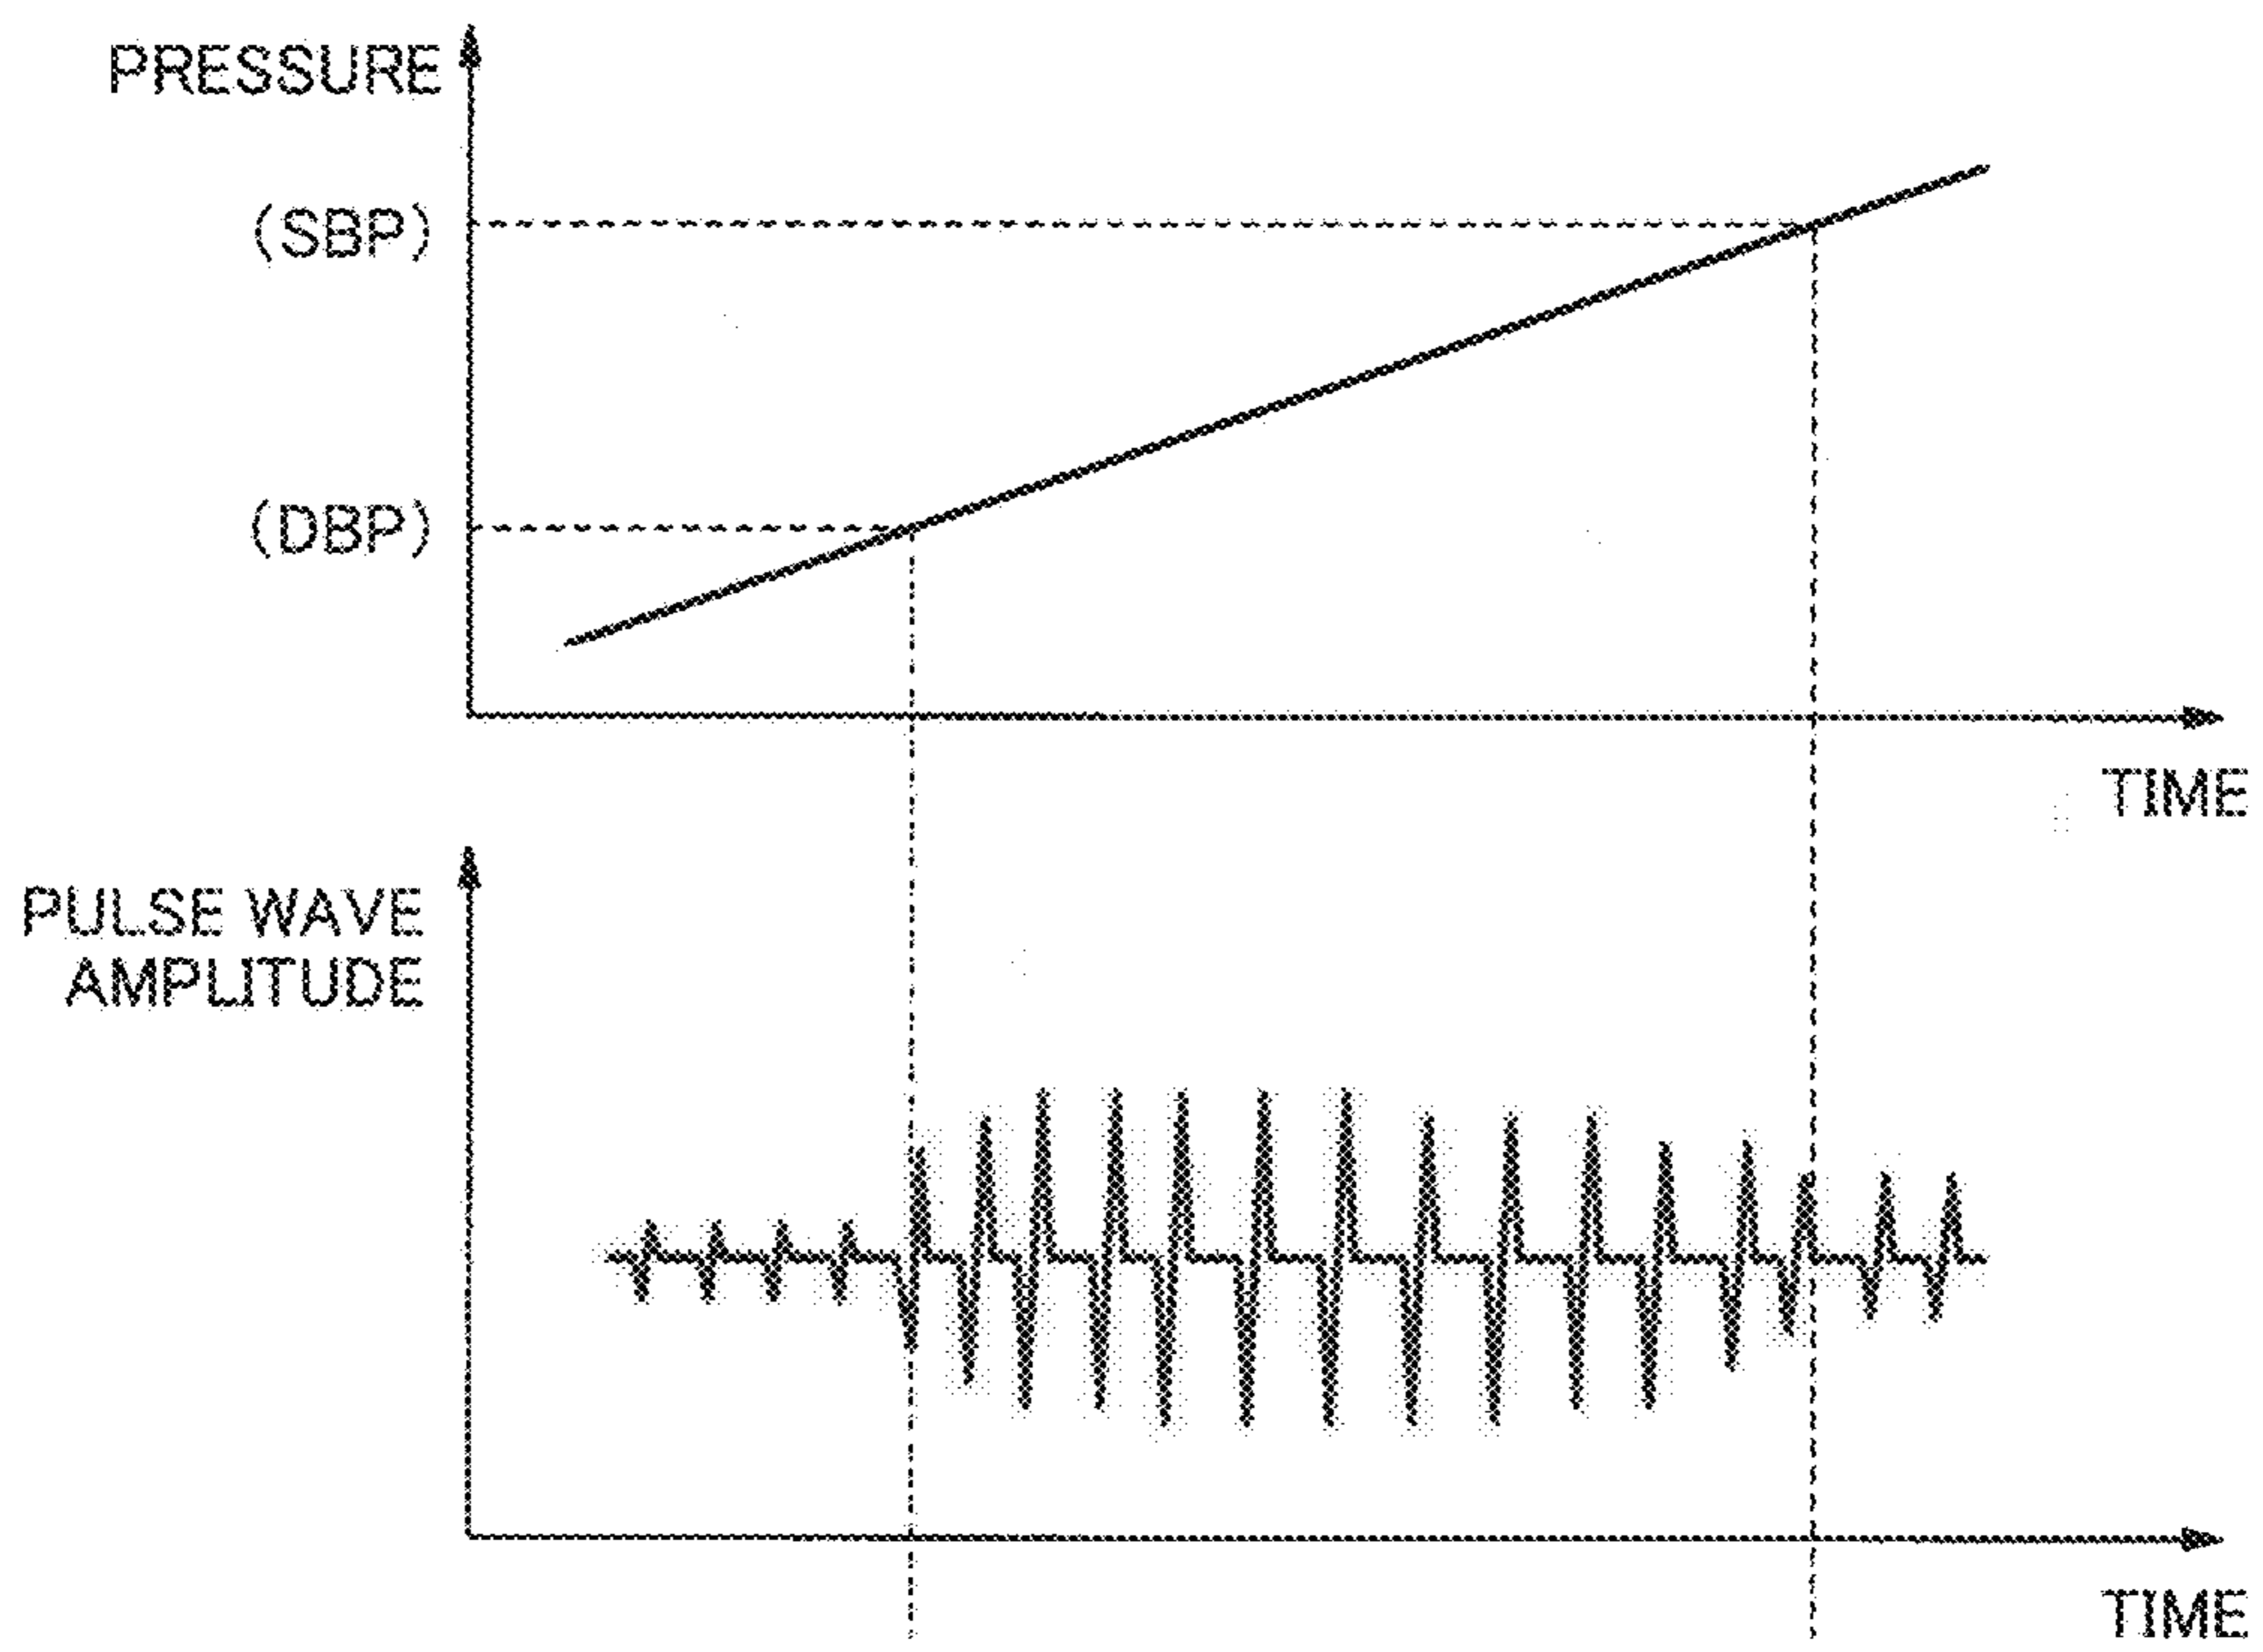 PRESSURE
(SBP)
(DBP)
TIME
PULSE WAVE
AMPLITUDE
TIME